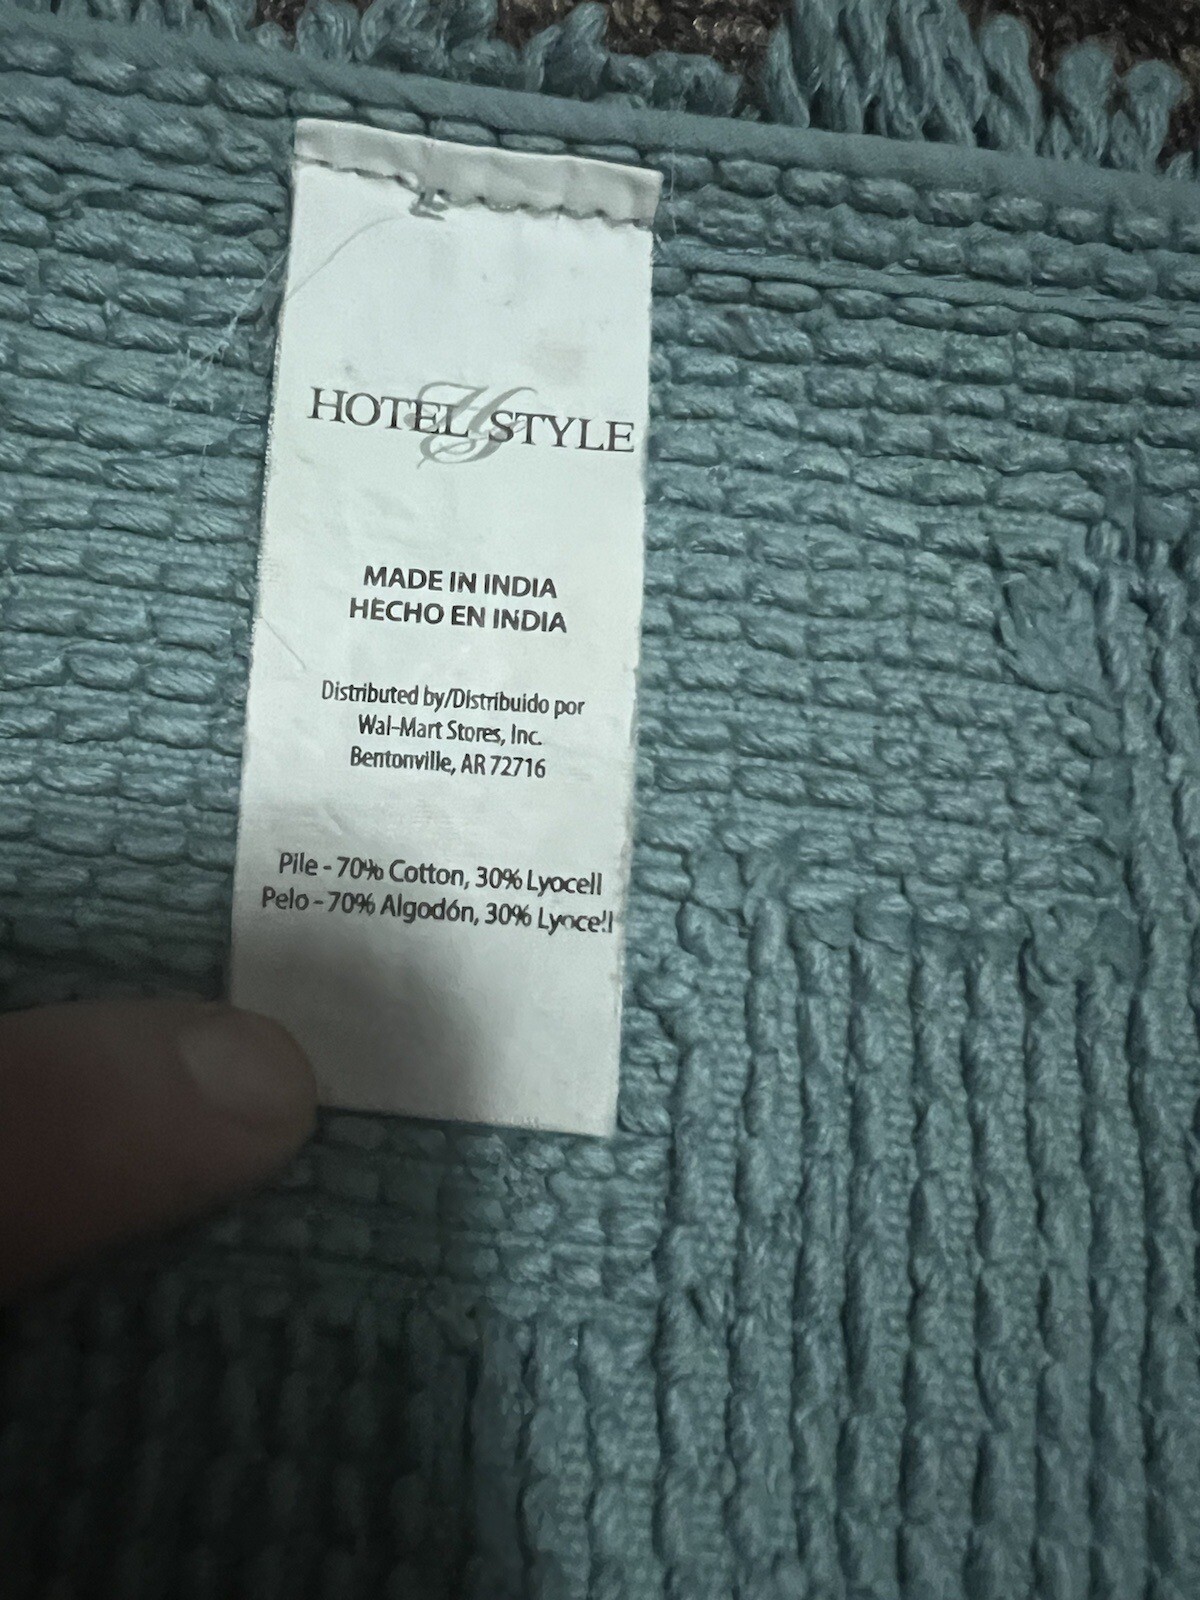 HOTEL STYLE
HS
MADE IN INDIA
HECHO EN INDIA
Distributed by/Distribuido por
Wal-Mart Stores, Inc.
Bentonville, AR 72716
Pile - 70% Cotton, 30% Lyocell
Pelo - 70% Algodón, 30% Lyocell